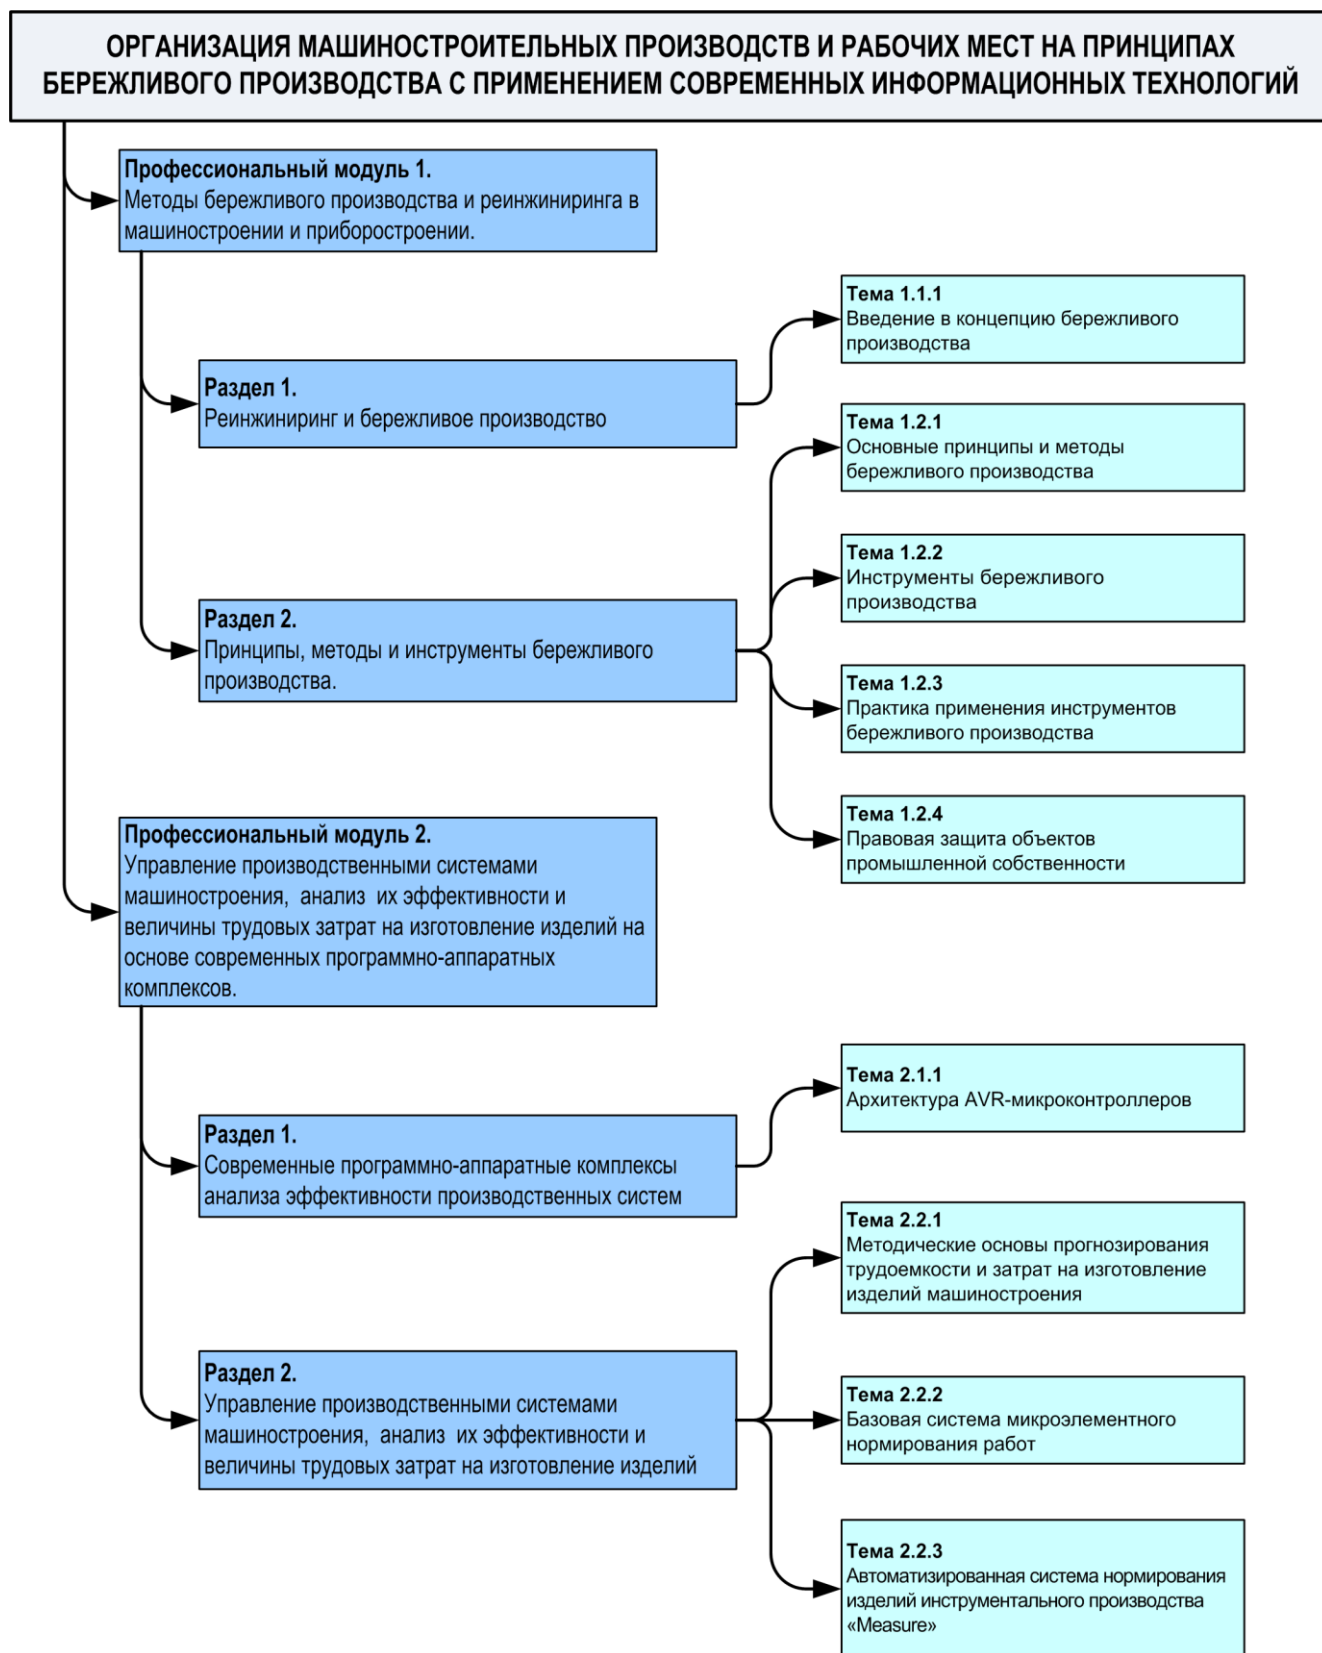 ОРГАНИЗАЦИЯ МАШИНОСТРОИТЕЛЬНЫХ ПРОИЗВОДСТВ И РАБОЧИХ МЕСТ НА ПРИНЦИПАХ
БЕРЕЖЛИВОГО ПРОИЗВОДСТВА С ПРИМЕНЕНИЕМ СОВРЕМЕННЫХ ИНФОРМАЦИОННЫХ ТЕХНОЛОГИЙ
Профессиональный модуль 1.
Методы бережливого производства и реинжиниринга в
машиностроении и приборостроении.
Раздел 1.
Реинжиниринг и бережливое производство
Тема 1.1.1
Введение в концепцию бережливого
производства
Раздел 2.
Принципы, методы и инструменты бережливого
производства.
Тема 1.2.1
Основные принципы и методы
бережливого производства
Тема 1.2.2
Инструменты бережливого
производства
Тема 1.2.3
Практика применения инструментов
бережливого производства
Тема 1.2.4
Правовая защита объектов
промышленной собственности
Профессиональный модуль 2.
Управление производственными системами
машиностроения, анализ их эффективности и
величины трудовых затрат на изготовление изделий на
основе современных программно-аппаратных
комплексов.
Раздел 1.
Современные программно-аппаратные комплексы
анализа эффективности производственных систем
Тема 2.1.1
Архитектура AVR-микроконтроллеров
Раздел 2.
Управление производственными системами
машиностроения, анализ их эффективности и
величины трудовых затрат на изготовление изделий
Тема 2.2.1
Методические основы прогнозирования
трудоемкости и затрат на изготовление
изделий машиностроения
Тема 2.2.2
Базовая система микроэлементного
нормирования работ
Тема 2.2.3
Автоматизированная система нормирования
изделий инструментального производства
«Measure»